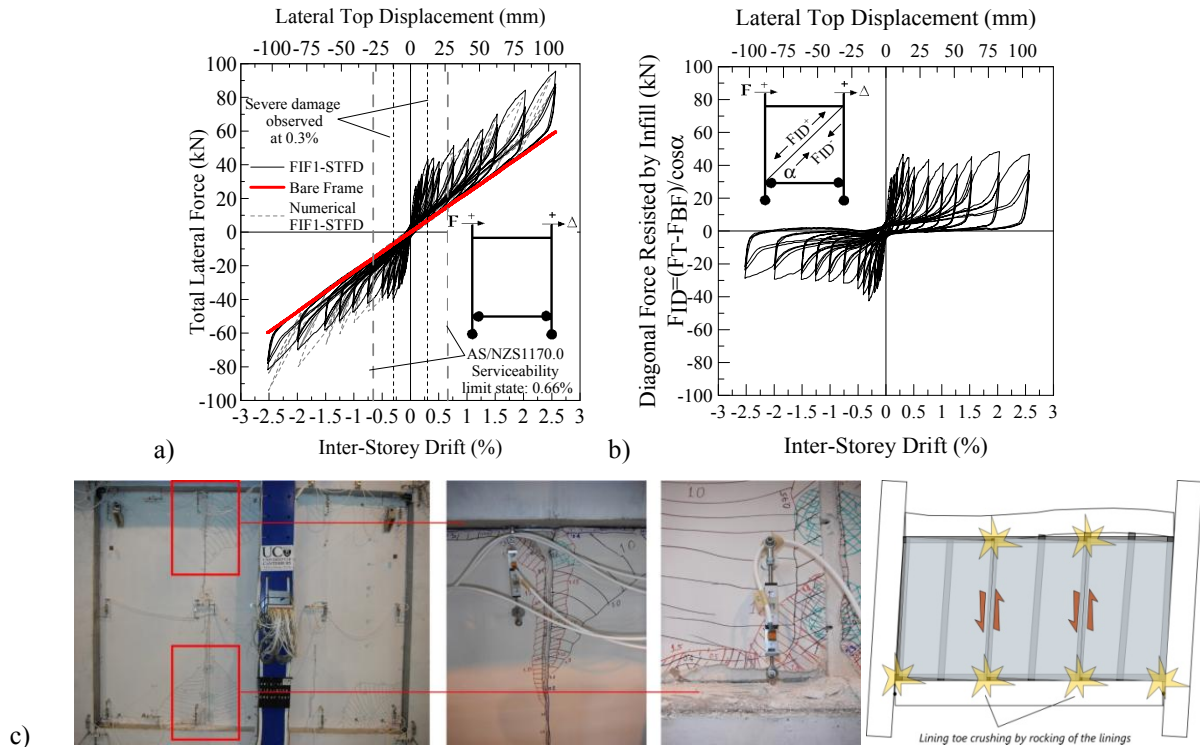 Lateral Top Displacement (mm)
-100 -75 -50 -25 0 25 50 75 100
Total Lateral Force (kN)
100
80
60
40
20
0
-20
-40
-60
-80
-100
Severe damage
observed
at 0.3%
FIF1-STFD
Bare Frame
Numerical
FIF1-STFD
F + + Δ
AS/NZS1170.0
Serviceability
limit state: 0.66%
-3 -2.5 -2 -1.5 -1 -0.5 0 0.5 1 1.5 2 2.5 3
Inter-Storey Drift (%)
a)
Lateral Top Displacement (mm)
-100 -75 -50 -25 0 25 50 75 100
Diagonal Force Resisted by Infill (kN)
FID=(FT-FBF)/cosα
100
80
60
40
20
0
-20
-40
-60
-80
-100
F + + Δ
FID+
FID-
α
-3 -2.5 -2 -1.5 -1 -0.5 0 0.5 1 1.5 2 2.5 3
Inter-Storey Drift (%)
b)
UC
10
10
Lining toe crushing by rocking of the linings
c)